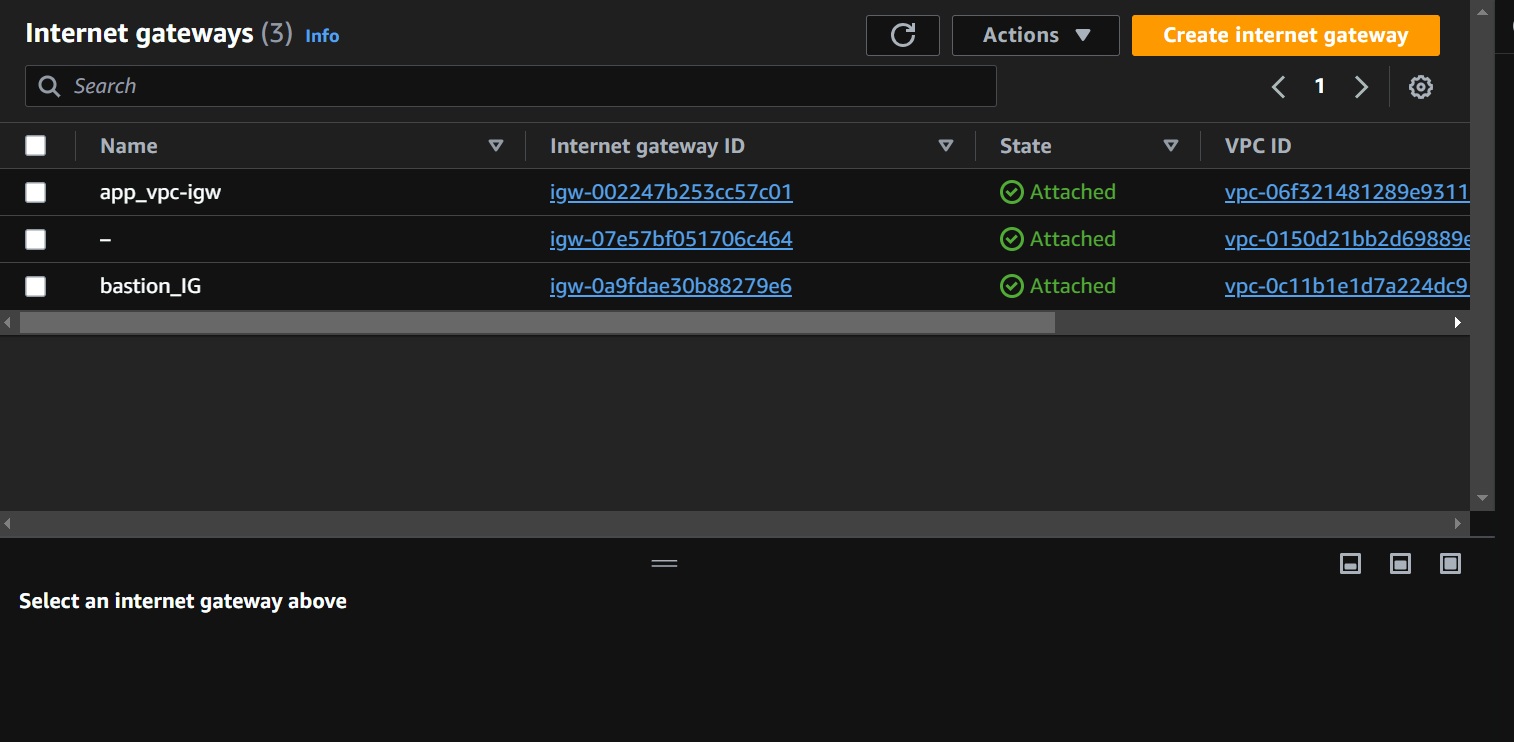 Internet gateways (3) Info
Actions
Create internet gateway
Search
1
Name Internet gateway ID State VPC ID
app_vpc-igw igw-002247b253cc57c01 Attached vpc-06f321481289e9311
– igw-07e57bf051706c464 Attached vpc-0150d21bb2d69889e
bastion_IG igw-0a9fdae30b88279e6 Attached vpc-0c11b1e1d7a224dc9
Select an internet gateway above